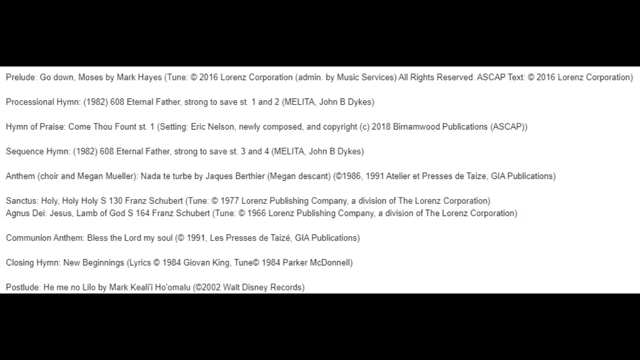 Prelude: Go down, Moses by Mark Hayes (Tune: © 2016 Lorenz Corporation (admin. by Music Services) All Rights Reserved. ASCAP Text: © 2016 Lorenz Corporation)
Processional Hymn: (1982) 608 Eternal Father, strong to save st. 1 and 2 (MELITA, John B Dykes)
Hymn of Praise: Come Thou Fount st. 1 (Setting: Eric Nelson, newly composed, and copyright (c) 2018 Birnamwood Publications (ASCAP))
Sequence Hymn: (1982) 608 Eternal Father, strong to save st. 3 and 4 (MELITA, John B Dykes)
Anthem (choir and Megan Mueller): Nada te turbe by Jaques Berthier (Megan descant) (©1986, 1991 Atelier et Presses de Taize, GIA Publications)
Sanctus: Holy, Holy Holy S 130 Franz Schubert (Tune: © 1977 Lorenz Publishing Company, a division of The Lorenz Corporation)
Agnus Dei: Jesus, Lamb of God S 164 Franz Schubert (Tune: © 1966 Lorenz Publishing Company, a division of The Lorenz Corporation)
Communion Anthem: Bless the Lord my soul (© 1991, Les Presses de Taizé, GIA Publications)
Closing Hymn: New Beginnings (Lyrics © 1984 Giovan King, Tune© 1984 Parker McDonnell)
Postlude: He me no Lilo by Mark Keali'i Ho'omalu (©2002 Walt Disney Records)